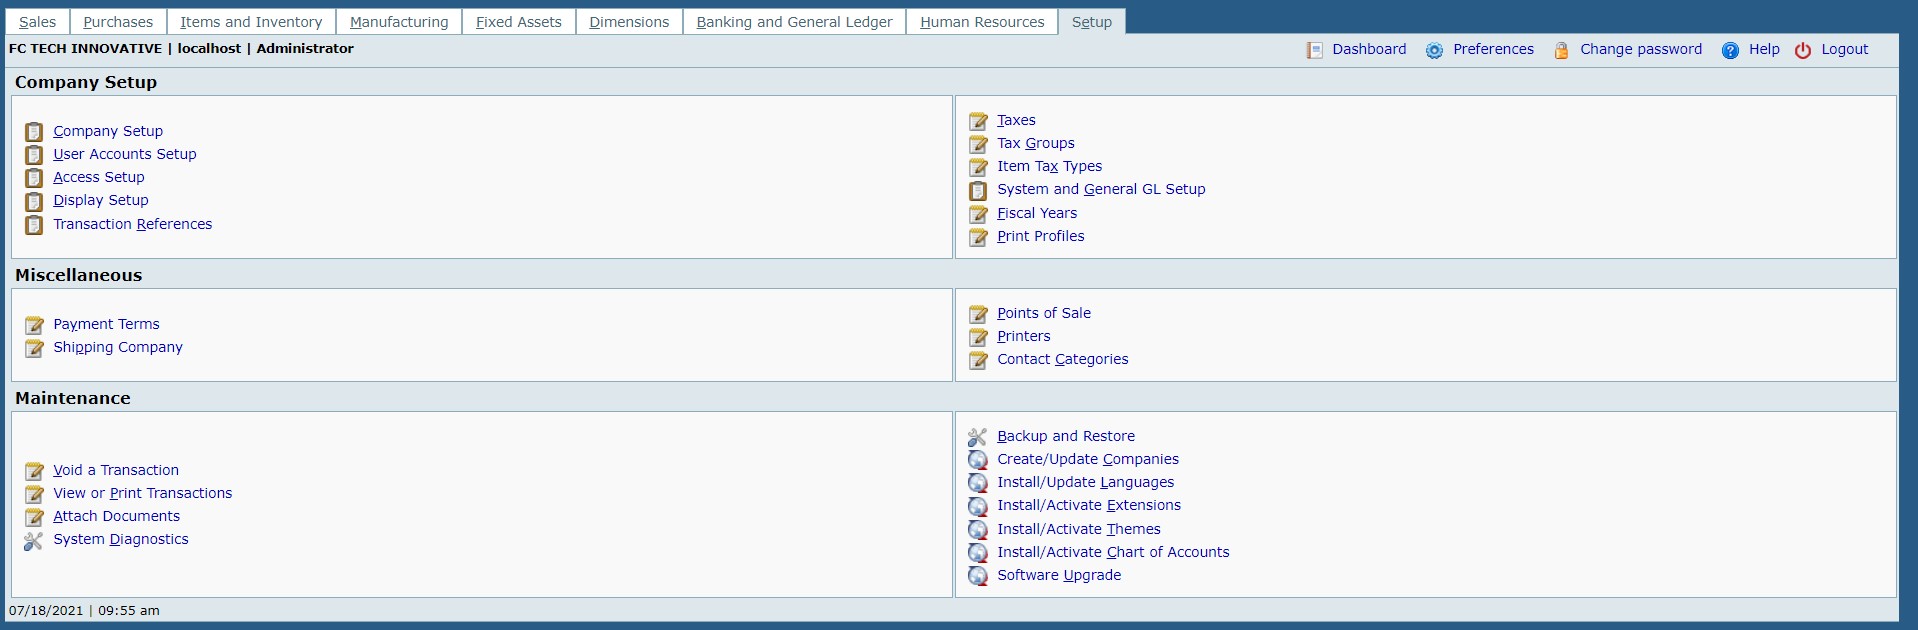 Sales Purchases Items and Inventory Manufacturing Fixed Assets Dimensions Banking and General Ledger Human Resources Setup
FC TECH INNOVATIVE | localhost | Administrator
Dashboard Preferences Change password Help Logout
Company Setup
Company Setup
User Accounts Setup
Access Setup
Display Setup
Transaction References
Taxes
Tax Groups
Item Tax Types
System and General GL Setup
Fiscal Years
Print Profiles
Miscellaneous
Payment Terms
Shipping Company
Points of Sale
Printers
Contact Categories
Maintenance
Void a Transaction
View or Print Transactions
Attach Documents
System Diagnostics
Backup and Restore
Create/Update Companies
Install/Update Languages
Install/Activate Extensions
Install/Activate Themes
Install/Activate Chart of Accounts
Software Upgrade
07/18/2021 | 09:55 am